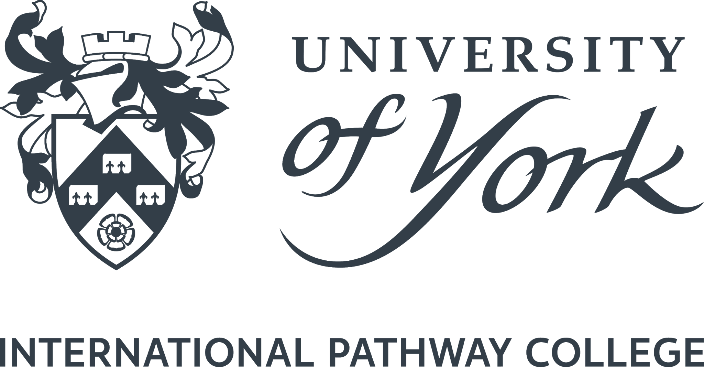 UNIVERSITY
of York
INTERNATIONAL PATHWAY COLLEGE